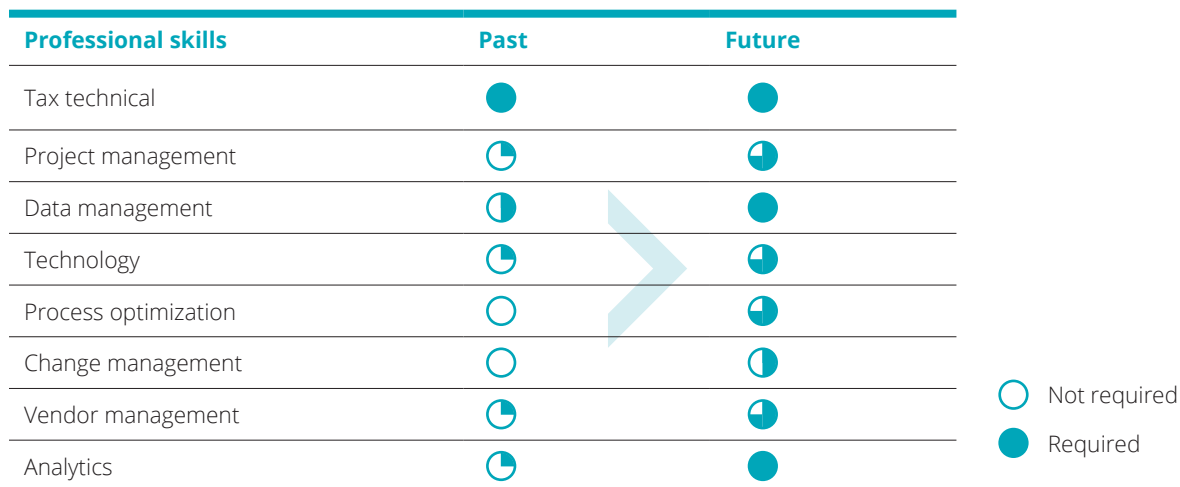 Professional skills Past Future
Tax technical
Project management
Data management
Technology
Process optimization
Change management
Vendor management
Analytics
Not required
Required